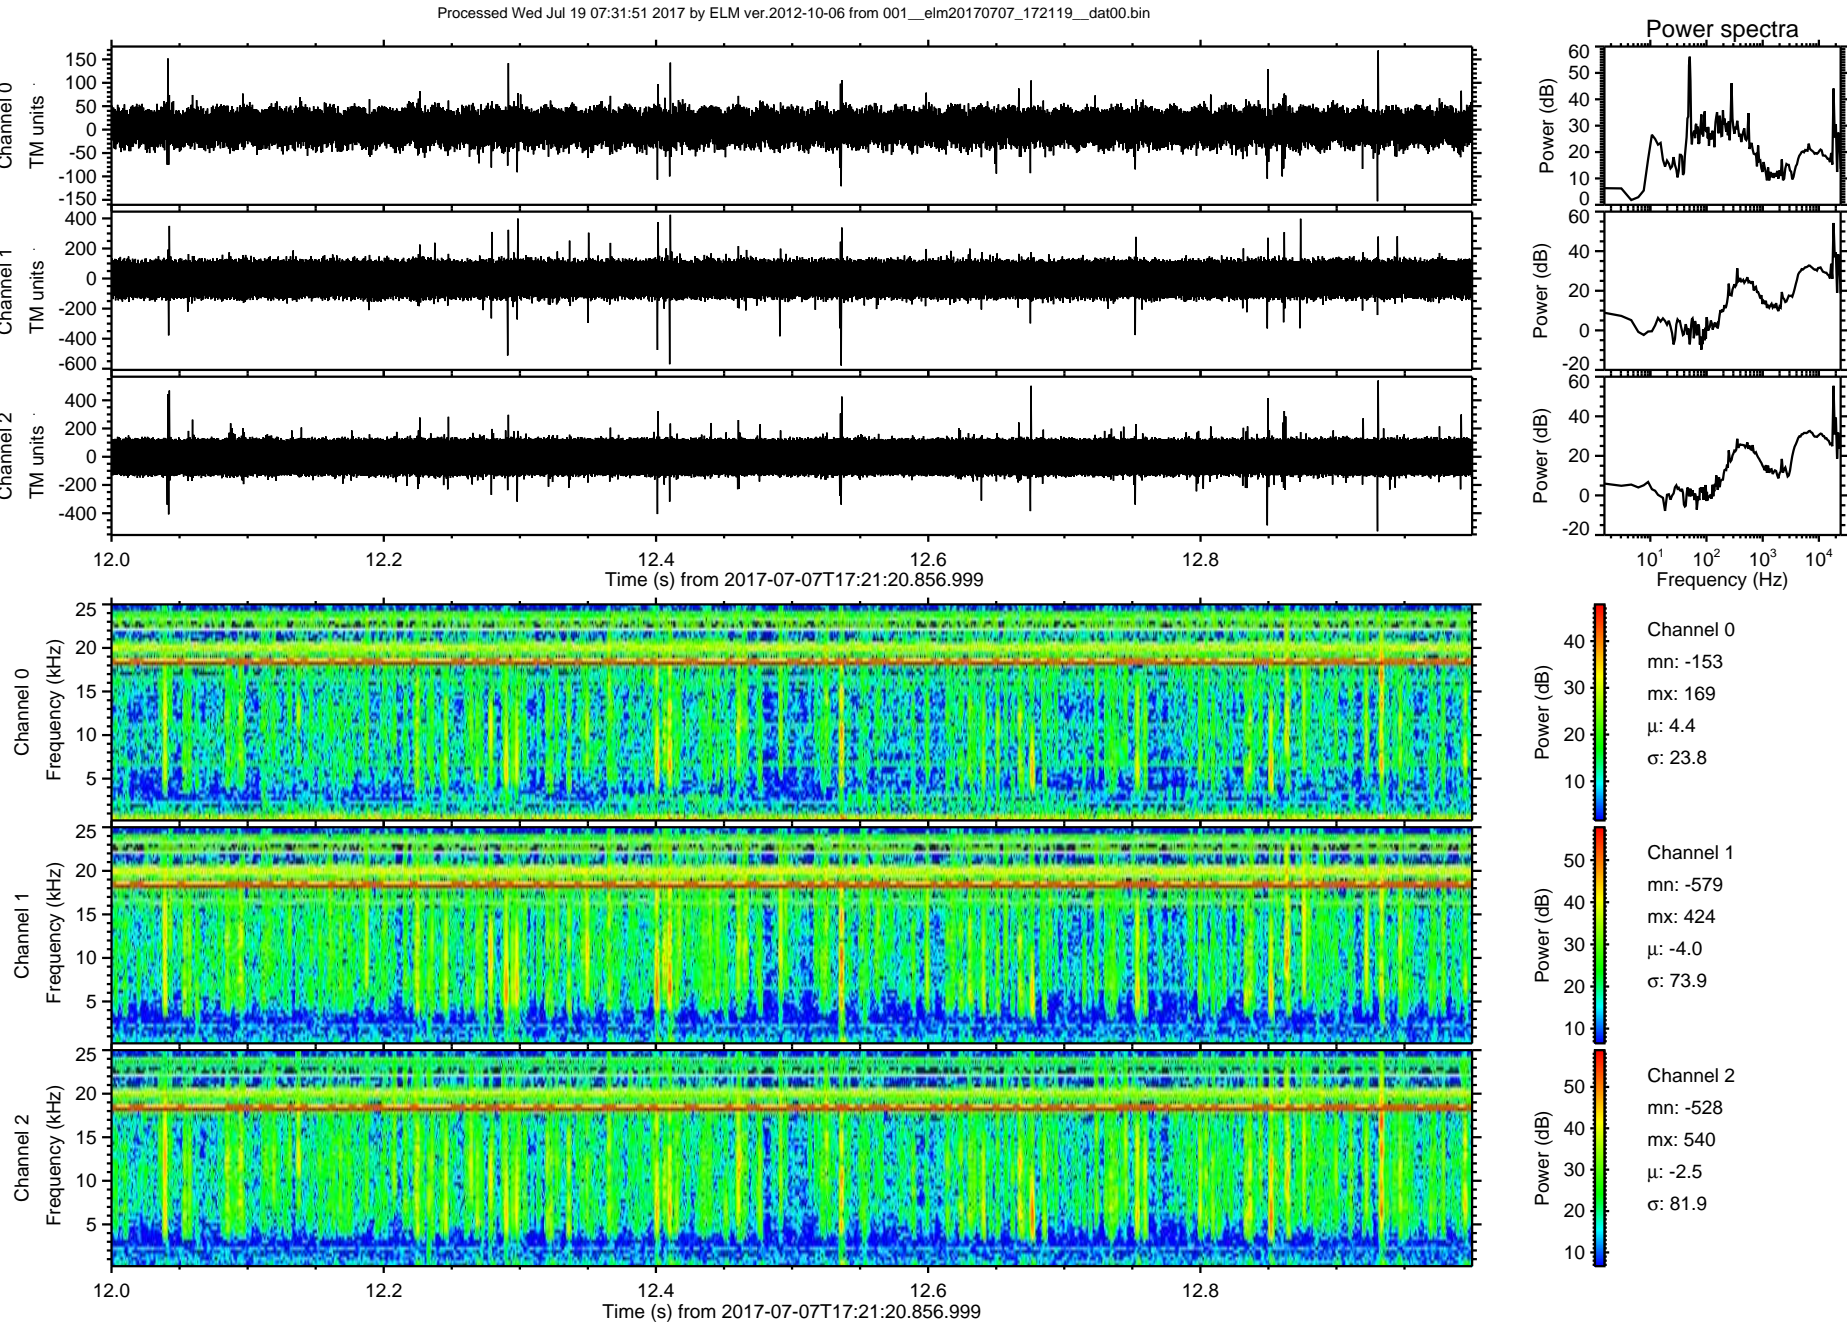 Processed Wed Jul 19 07:31:51 2017 by ELM ver.2012-10-06 from 001__elm20170707_172119__dat00.bin
Power spectra
Channel 0
TM units
150
100
50
0
-50
-100
-150
Power (dB)
60
50
40
30
20
10
0
Channel 1
TM units
400
200
0
-200
-400
-600
Power (dB)
60
40
20
0
-20
Channel 2
TM units
400
200
0
-200
-400
Power (dB)
60
40
20
0
-20
12.0 12.2 12.4 12.6 12.8
Time (s) from 2017-07-07T17:21:20.856.999
10^1 10^2 10^3 10^4
Frequency (Hz)
Channel 0
Frequency (kHz)
25
20
15
10
5
Power (dB)
40
30
20
10
Channel 0
mn: -153
mx: 169
μ: 4.4
σ: 23.8
Channel 1
Frequency (kHz)
25
20
15
10
5
Power (dB)
50
40
30
20
10
Channel 1
mn: -579
mx: 424
μ: -4.0
σ: 73.9
Channel 2
Frequency (kHz)
25
20
15
10
5
Power (dB)
50
40
30
20
10
Channel 2
mn: -528
mx: 540
μ: -2.5
σ: 81.9
12.0 12.2 12.4 12.6 12.8
Time (s) from 2017-07-07T17:21:20.856.999